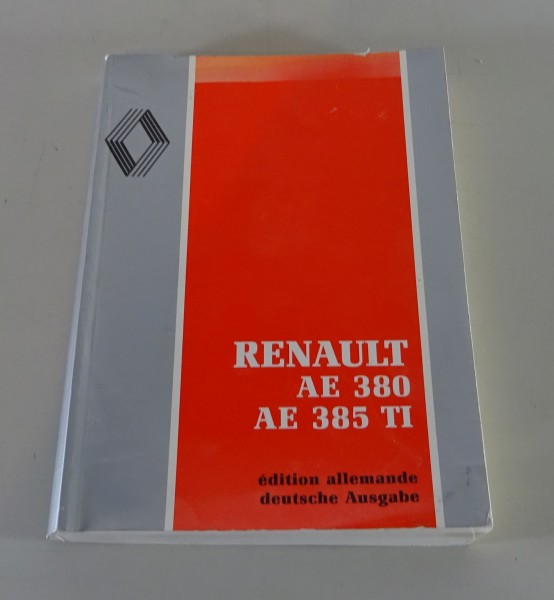 RENAULT
AE 380
AE 385 TI
édition allemande
deutsche Ausgabe